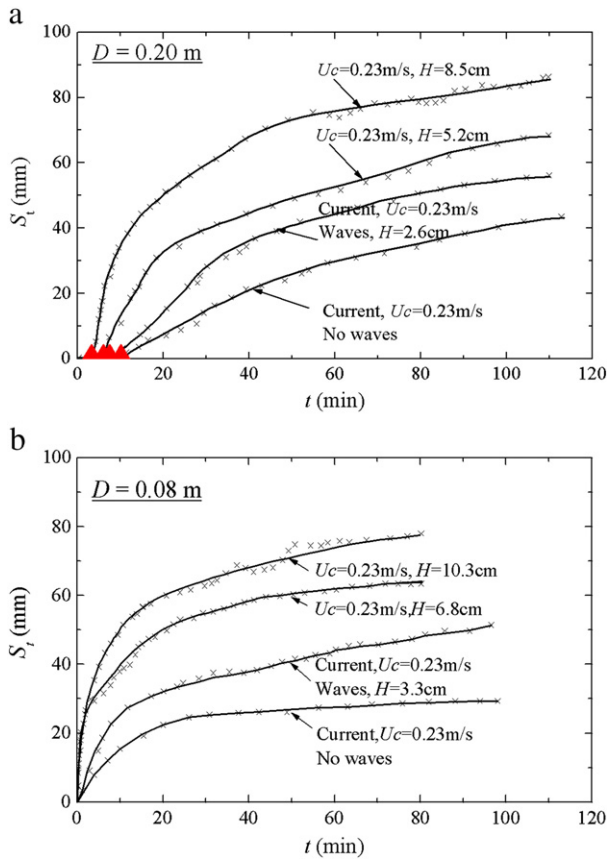 a
100
D = 0.20 m
Uc=0.23m/s, H=8.5cm
80
Uc=0.23m/s, H=5.2cm
60
St (mm)
Current, Uc=0.23m/s
Waves, H=2.6cm
40
20
Current, Uc=0.23m/s
No waves
0
0 20 40 60 80 100 120
t (min)
b
100
D = 0.08 m
80
Uc=0.23m/s, H=10.3cm
60
Uc=0.23m/s,H=6.8cm
St (mm)
40
Current,Uc=0.23m/s
Waves, H=3.3cm
20
Current,Uc=0.23m/s
No waves
0
0 20 40 60 80 100 120
t (min)